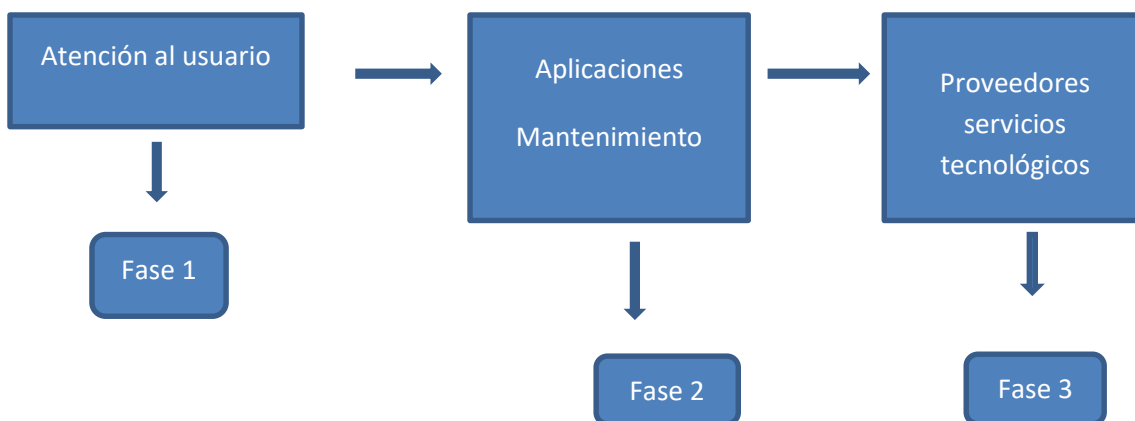 Atención al usuario
Aplicaciones
Mantenimiento
Proveedores
servicios
tecnológicos
Fase 1
Fase 2
Fase 3